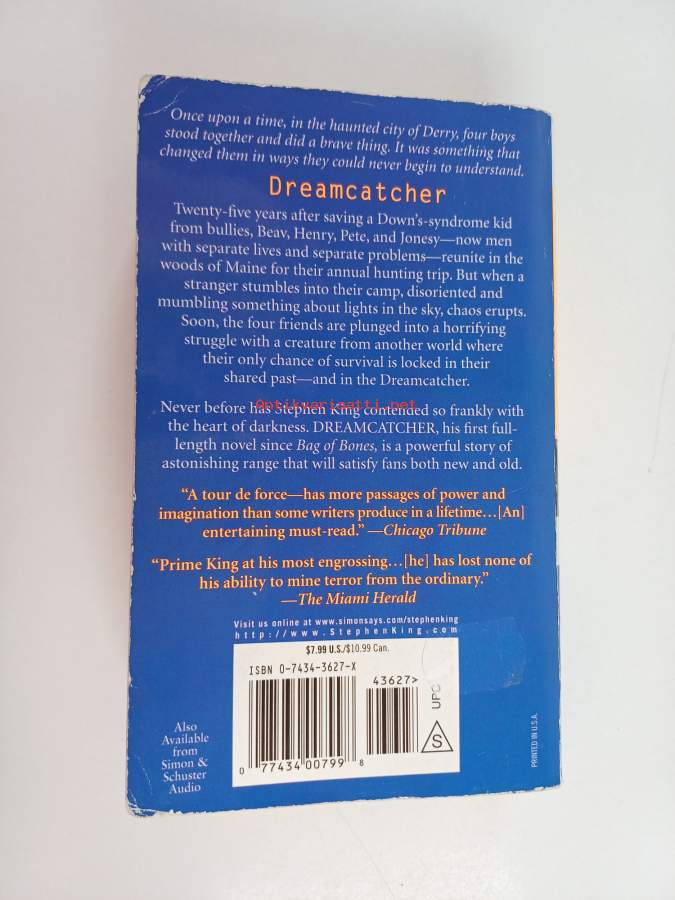 Once upon a time, in the haunted city of Derry, four boys
stood together and did a brave thing. It was something that
changed them in ways they could never begin to understand.
Dreamcatcher
Twenty-five years after saving a Down's-syndrome kid
from bullies, Beav, Henry, Pete, and Jonesy—now men
with separate lives and separate problems—reunite in the
woods of Maine for their annual hunting trip. But when a
stranger stumbles into their camp, disoriented and
mumbling something about lights in the sky, chaos erupts.
Soon, the four friends are plunged into a horrifying
struggle with a creature from another world where
their only chance of survival is locked in their
shared past—and in the Dreamcatcher.
Antikvariaatti.net
Never before has Stephen King contended so frankly with
the heart of darkness. DREAMCATCHER, his first full-
length novel since Bag of Bones, is a powerful story of
astonishing range that will satisfy fans both new and old.
“A tour de force—has more passages of power and
imagination than some writers produce in a lifetime…[An]
entertaining must-read.” —Chicago Tribune
“Prime King at his most engrossing…[he] has lost none of
his ability to mine terror from the ordinary.”
—The Miami Herald
Visit us online at www.simonsays.com/stephenking
http://www.StephenKing.com
$7.99 U.S./$10.99 Can.
ISBN 0-7434-3627-X
43627>
UPC
S
0 77434 00799 8
Also
Available
from
Simon &
Schuster
Audio
PRINTED IN U.S.A.